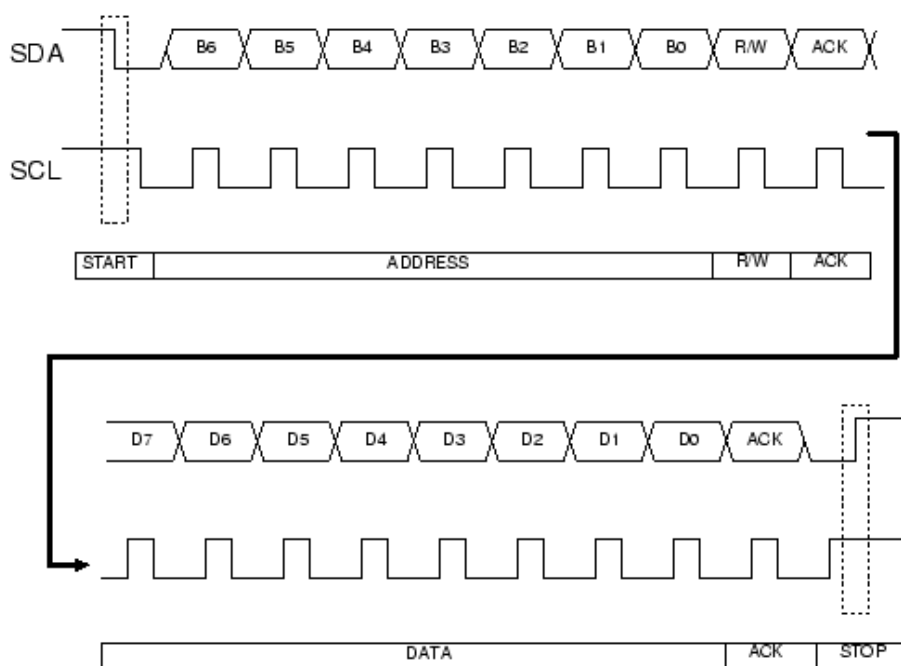 SDA B6 B5 B4 B3 B2 B1 B0 R/W ACK
SCL
START ADDRESS R/W ACK
D7 D6 D5 D4 D3 D2 D1 D0 ACK
DATA ACK STOP